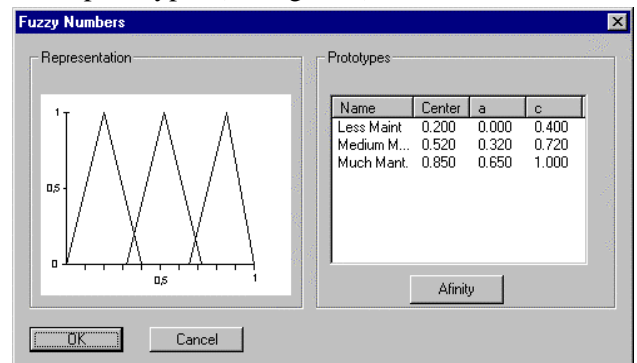 Fuzzy Numbers
Representation
1
0,5
0
0,5
1
Prototypes
Name Center a c
Less Maint 0.200 0.000 0.400
Medium M... 0.520 0.320 0.720
Much Mant. 0.850 0.650 1.000
Afinity
OK
Cancel